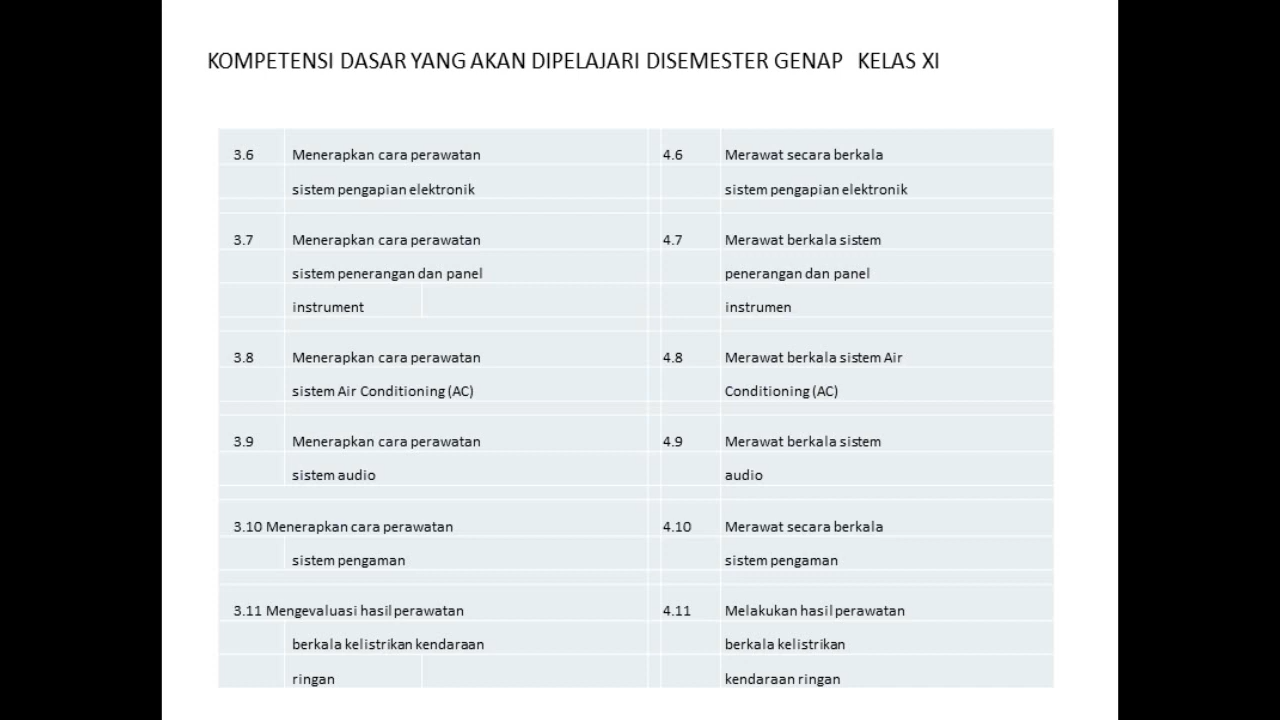 KOMPETENSI DASAR YANG AKAN DIPELAJARI DISEMESTER GENAP KELAS XI
3.6 Menerapkan cara perawatan 4.6 Merawat secara berkala
sistem pengapian elektronik sistem pengapian elektronik
3.7 Menerapkan cara perawatan 4.7 Merawat berkala sistem
sistem penerangan dan panel penerangan dan panel
instrument instrumen
3.8 Menerapkan cara perawatan 4.8 Merawat berkala sistem Air
sistem Air Conditioning (AC) Conditioning (AC)
3.9 Menerapkan cara perawatan 4.9 Merawat berkala sistem
sistem audio audio
3.10 Menerapkan cara perawatan 4.10 Merawat secara berkala
sistem pengaman sistem pengaman
3.11 Mengevaluasi hasil perawatan 4.11 Melakukan hasil perawatan
berkala kelistrikan kendaraan berkala kelistrikan
ringan kendaraan ringan